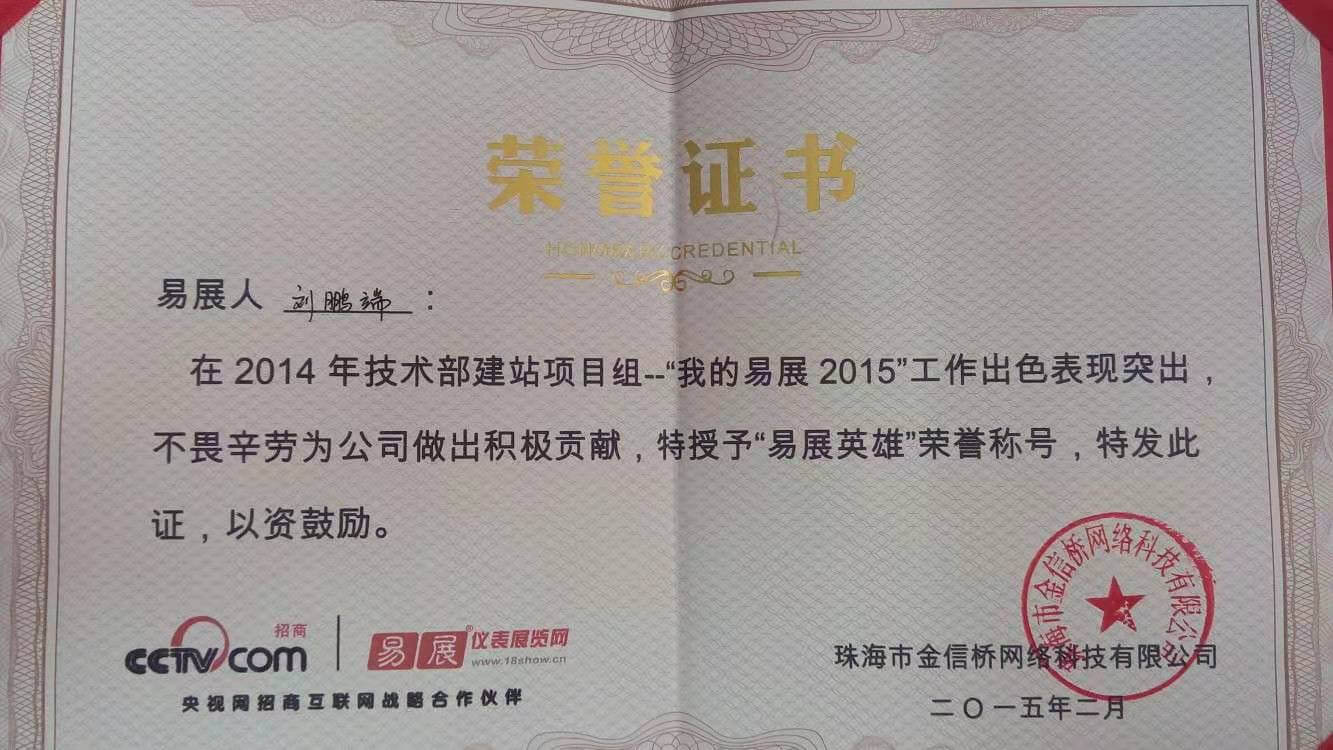 荣誉证书
HONORARY CREDENTIAL
易展人 刘鹏端：
在 2014 年技术部建站项目组--“我的易展 2015”工作出色表现突出，
不畏辛劳为公司做出积极贡献，特授予“易展英雄”荣誉称号，特发此
证，以资鼓励。
CCTV.com 招商
易展® 仪表展览网
www.18show.cn
央视网招商互联网战略合作伙伴
珠海市金信桥网络科技有限公司
珠海市金信桥网络科技有限公司
二〇一五年二月